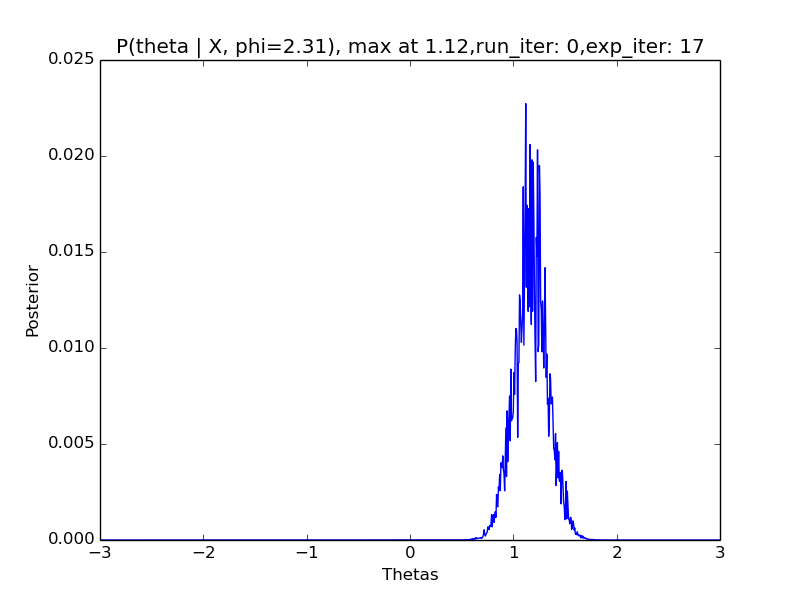 P(theta | X, phi=2.31), max at 1.12,run_iter: 0,exp_iter: 17
0.025
0.020
0.015
0.010
0.005
0.000
Posterior
−3 −2 −1 0 1 2 3
Thetas